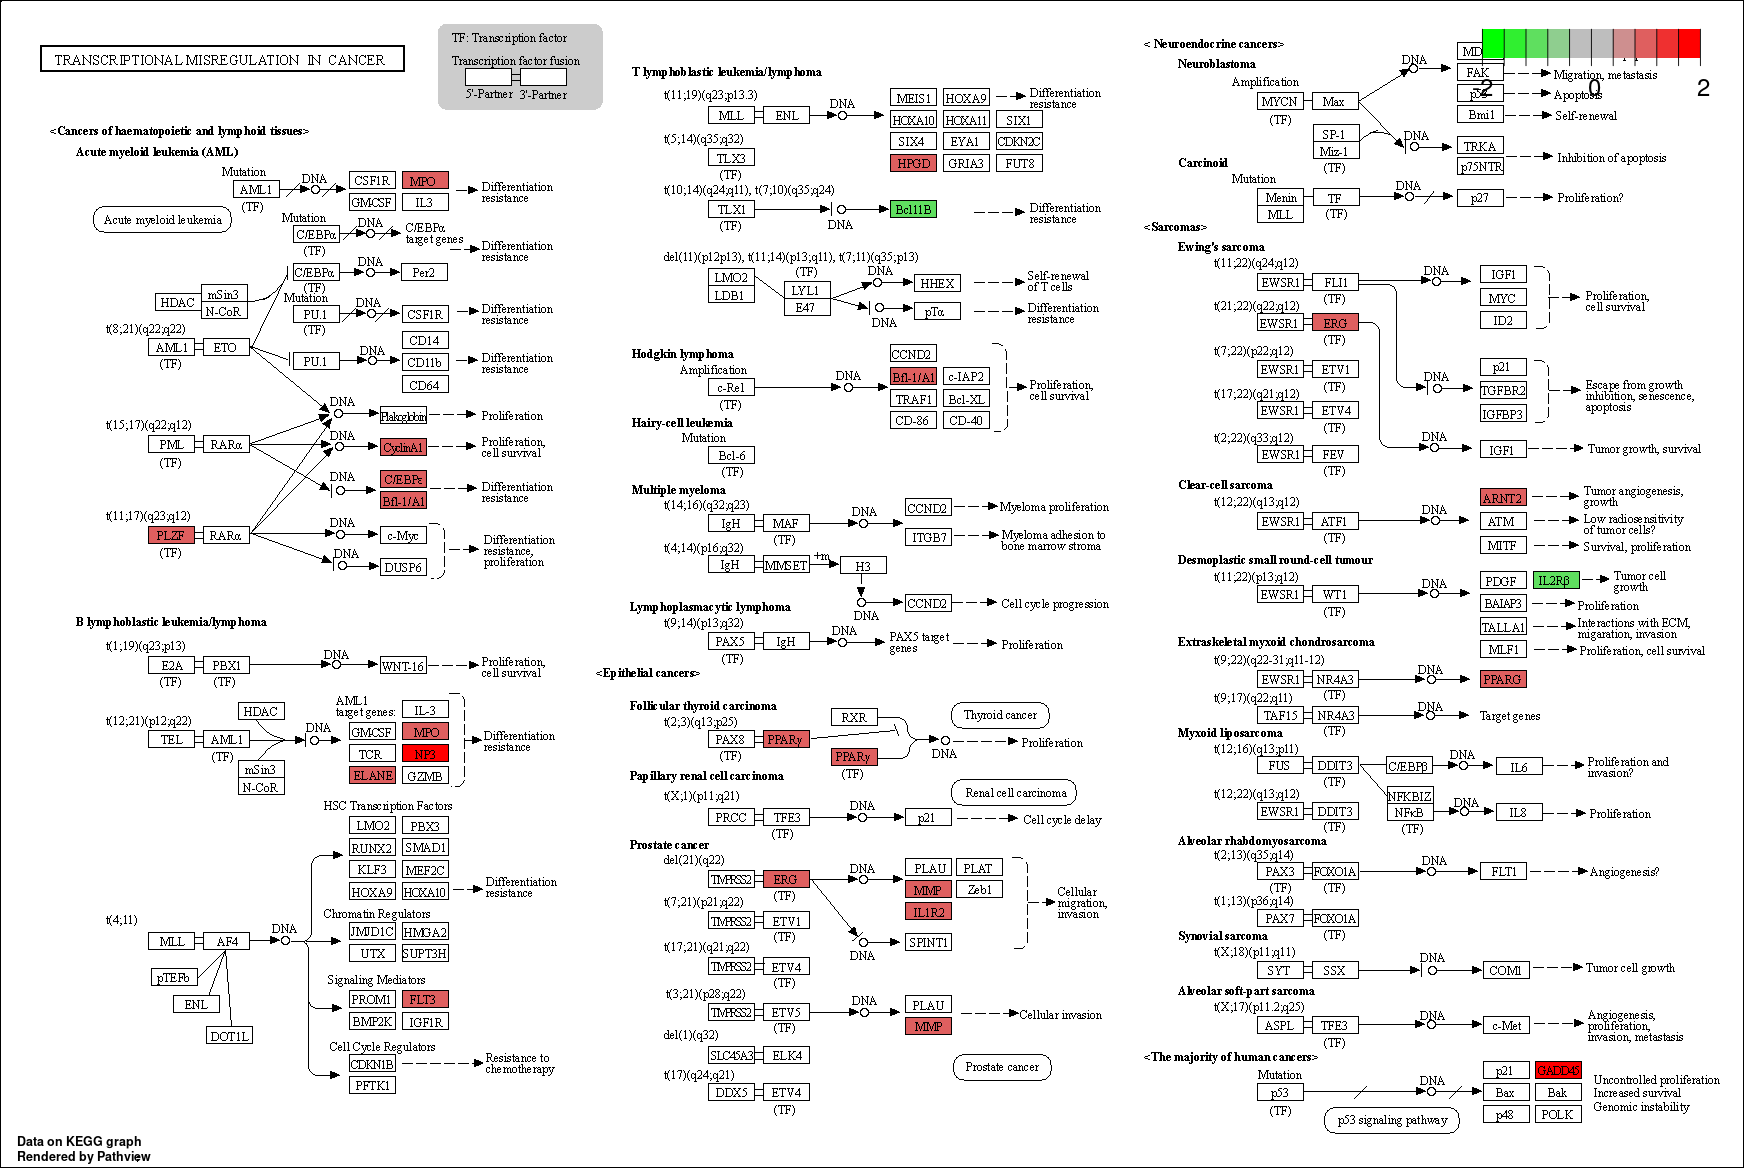 TRANSCRIPTIONAL MISREGULATION IN CANCER
TF: Transcription factor
Transcription factor fusion
5'-Partner 3'-Partner
<Cancers of haematopoietic and lymphoid tissues>
Acute myeloid leukemia (AML)
Mutation
AML1
(TF)
DNA
CSF1R
MPO
GMCSF
IL3
Differentiation
resistance
Acute myeloid leukemia
Mutation
C/EBPα
(TF)
DNA
C/EBPα
target genes
Differentiation
resistance
C/EBPα
(TF)
DNA
Per2
HDAC
mSin3
N-CoR
Mutation
PU.1
(TF)
DNA
CSF1R
Differentiation
resistance
t(8;21)(q22;q22)
AML1
ETO
(TF)
PU.1
DNA
CD14
CD11b
CD64
Differentiation
resistance
DNA
Plakoglobin
Proliferation
t(15;17)(q22;q12)
PML
RARα
(TF)
DNA
CyclinA1
Proliferation,
cell survival
DNA
C/EBPε
Bfl-1/A1
Differentiation
resistance
t(11;17)(q23;q12)
PLZF
RARα
(TF)
DNA
c-Myc
DNA
DUSP6
Differentiation
resistance,
proliferation
B lymphoblastic leukemia/lymphoma
t(1;19)(q23;p13)
E2A
PBX1
(TF)
(TF)
DNA
WNT-16
Proliferation,
cell survival
t(12;21)(p12;q22)
TEL
AML1
(TF)
HDAC
mSin3
N-CoR
DNA
AML1
target genes:
IL-3
GMCSF
MPO
TCR
NP3
ELANE
GZMB
Differentiation
resistance
HSC Transcription Factors
LMO2
PBX3
RUNX2
SMAD1
KLF3
MEF2C
HOXA9
HOXA10
Differentiation
resistance
t(4;11)
MLL
AF4
DNA
pTEFb
ENL
DOT1L
Chromatin Regulators
JMJD1C
HMGA2
UTX
SUPT3H
Signaling Mediators
PROM1
FLT3
BMP2K
IGF1R
Cell Cycle Regulators
CDKN1B
PFTK1
Resistance to
chemotherapy
T lymphoblastic leukemia/lymphoma
t(11;19)(q23;p13.3)
MLL
ENL
DNA
MEIS1
HOXA9
HOXA10
HOXA11
SIX1
SIX4
EYA1
CDKN2C
HPGD
GRIA3
FUT8
Differentiation
resistance
t(5;14)(q35;q32)
TLX3
(TF)
t(10;14)(q24;q11), t(7;10)(q35;q24)
TLX1
(TF)
DNA
Bcl11B
Differentiation
resistance
del(11)(p12p13), t(11;14)(p13;q11), t(7;11)(q35;p13)
(TF)
LMO2
LDB1
LYL1
E47
DNA
HHEX
Self-renewal
of T cells
DNA
pTα
Differentiation
resistance
Hodgkin lymphoma
Amplification
c-Rel
(TF)
DNA
CCND2
Bfl-1/A1
c-IAP2
TRAF1
Bcl-XL
CD-86
CD-40
Proliferation,
cell survival
Hairy-cell leukemia
Mutation
Bcl-6
(TF)
Multiple myeloma
t(14;16)(q32;q23)
IgH
MAF
(TF)
DNA
CCND2
Myeloma proliferation
ITGB7
Myeloma adhesion to
bone marrow stroma
t(4;14)(p16;q32)
IgH
MMSET
+m
H3
DNA
CCND2
Cell cycle progression
Lymphoplasmacytic lymphoma
t(9;14)(p13;q32)
PAX5
IgH
(TF)
DNA
PAX5 target
genes
Proliferation
<Epithelial cancers>
Follicular thyroid carcinoma
t(2;3)(q13;p25)
PAX8
PPARγ
(TF)
RXR
PPARγ
(TF)
DNA
Thyroid cancer
Proliferation
Papillary renal cell carcinoma
t(X;1)(p11;q21)
PRCC
TFE3
(TF)
DNA
p21
Renal cell carcinoma
Cell cycle delay
Prostate cancer
del(21)(q22)
TMPRSS2
ERG
(TF)
DNA
PLAU
PLAT
MMP
Zeb1
IL1R2
Cellular
migration,
invasion
t(7;21)(p21;q22)
TMPRSS2
ETV1
(TF)
DNA
SPINT1
t(17;21)(q21;q22)
TMPRSS2
ETV4
(TF)
t(3;21)(p28;q22)
TMPRSS2
ETV5
(TF)
DNA
PLAU
MMP
Cellular invasion
del(1)(q32)
SLC45A3
ELK4
t(17)(q24;q21)
DDX5
ETV4
(TF)
Prostate cancer
< Neuroendocrine cancers>
Neuroblastoma
Amplification
MYCN
Max
(TF)
DNA
FAK
Bmi1
Migration, metastasis
Apoptosis
Self-renewal
SP-1
Miz-1
(TF)
DNA
TRKA
p75NTR
Inhibition of apoptosis
-2
0
2
Carcinoid
Mutation
Menin
MLL
TF
(TF)
DNA
p27
Proliferation?
<Sarcomas>
Ewing's sarcoma
t(11;22)(q24;q12)
EWSR1
FLI1
(TF)
DNA
IGF1
MYC
ID2
Proliferation,
cell survival
t(21;22)(q22;q12)
EWSR1
ERG
(TF)
t(7;22)(p22;q12)
EWSR1
ETV1
(TF)
DNA
p21
TGFBR2
IGFBP3
Escape from growth
inhibition, senescence,
apoptosis
t(17;22)(q21;q12)
EWSR1
ETV4
(TF)
t(2;22)(q33;q12)
EWSR1
FEV
(TF)
DNA
IGF1
Tumor growth, survival
Clear-cell sarcoma
t(12;22)(q13;q12)
EWSR1
ATF1
(TF)
DNA
ARNT2
Tumor angiogenesis,
growth
ATM
Low radiosensitivity
of tumor cells?
MITF
Survival, proliferation
Desmoplastic small round-cell tumour
t(11;22)(p13;q12)
EWSR1
WT1
(TF)
DNA
PDGF
IL2Rβ
Tumor cell
growth
BAIAP3
Proliferation
TALLA1
Interactions with ECM,
migaration, invasion
MLF1
Proliferation, cell survival
Extraskeletal myxoid chondrosarcoma
t(9;22)(q22-31;q11-12)
EWSR1
NR4A3
(TF)
DNA
PPARG
t(9;17)(q22;q11)
TAF15
NR4A3
(TF)
DNA
Target genes
Myxoid liposarcoma
t(12;16)(q13;p11)
FUS
DDIT3
(TF)
C/EBPβ
DNA
IL6
Proliferation and
invasion?
t(12;22)(q13;q12)
EWSR1
DDIT3
(TF)
NFKBIZ
NFκB
(TF)
DNA
IL8
Proliferation
Alveolar rhabdomyosarcoma
t(2;13)(q35;q14)
PAX3
FOXO1A
(TF)
(TF)
DNA
FLT1
Angiogenesis?
t(1;13)(p36;q14)
PAX7
FOXO1A
(TF)
Synovial sarcoma
t(X;18)(p11;q11)
SYT
SSX
DNA
COM1
Tumor cell growth
Alveolar soft-part sarcoma
t(X;17)(p11.2;q25)
ASPL
TFE3
(TF)
DNA
c-Met
Angiogenesis,
proliferation,
invasion, metastasis
<The majority of human cancers>
Mutation
p53
(TF)
DNA
p21
GADD45
Bax
Bak
p48
POLK
Uncontrolled proliferation
Increased survival
Genomic instability
p53 signaling pathway
Data on KEGG graph
Rendered by Pathview